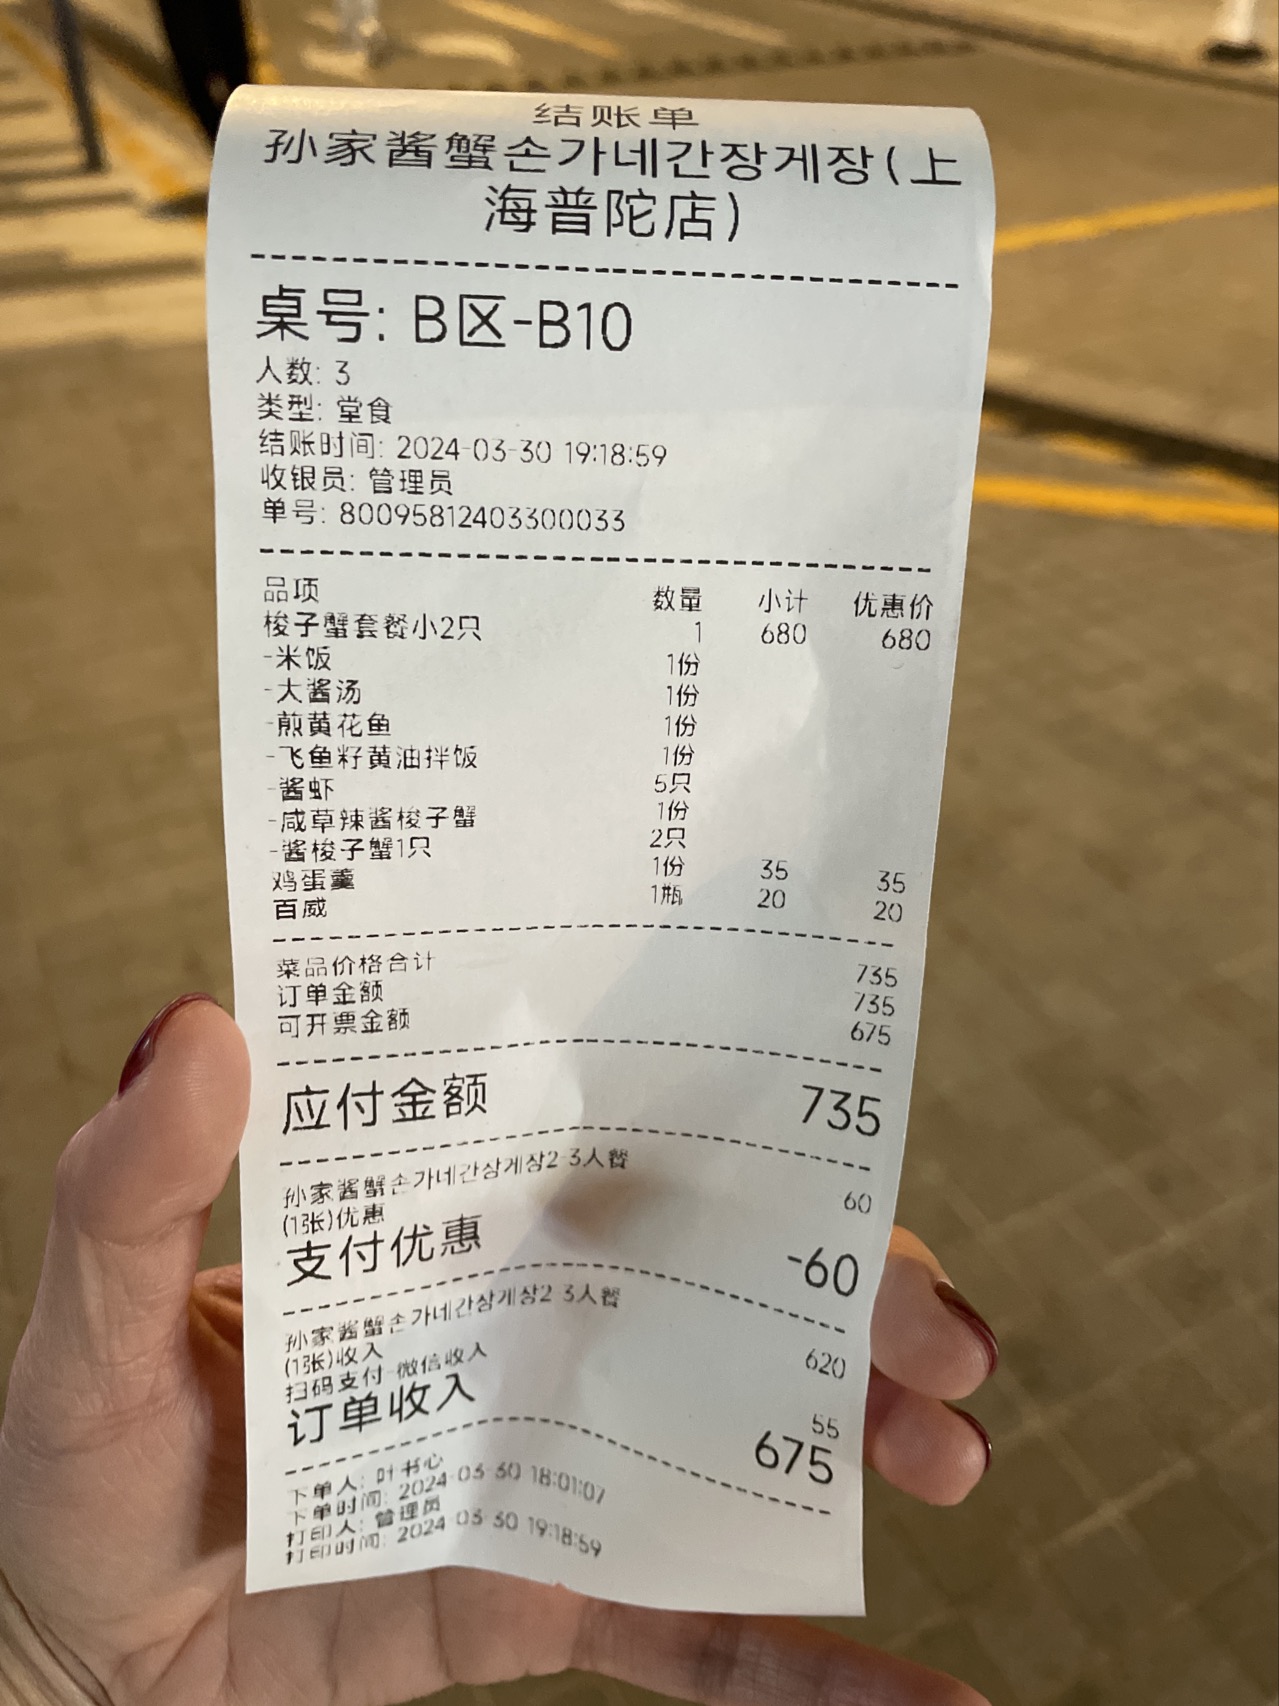 结账单
孙家酱蟹손가네간장게장(上
海普陀店)
桌号: B区-B10
人数: 3
类型: 堂食
结账时间: 2024-03-30 19:18:59
收银员: 管理员
单号: 80095812403300033
品项 数量 小计 优惠价
梭子蟹套餐小2只 1 680 680
-米饭 1份
-大酱汤 1份
-煎黄花鱼 1份
-飞鱼籽黄油拌饭 1份
-酱虾 5只
-咸草辣酱梭子蟹 1份
-酱梭子蟹1只 2只
鸡蛋羹 1份 35 35
百威 1瓶 20 20
菜品价格合计 735
订单金额 735
可开票金额 675
应付金额 735
孙家酱蟹손가네간장게장2-3人餐 60
(1张)优惠
支付优惠 -60
孙家酱蟹손가네간장게장2-3人餐 620
(1张)收入
扫码支付-微信收入 55
订单收入 675
下单人: 叶书心
下单时间: 2024-03-30 18:01:07
打印人: 管理员
打印时间: 2024-03-30 19:18:59